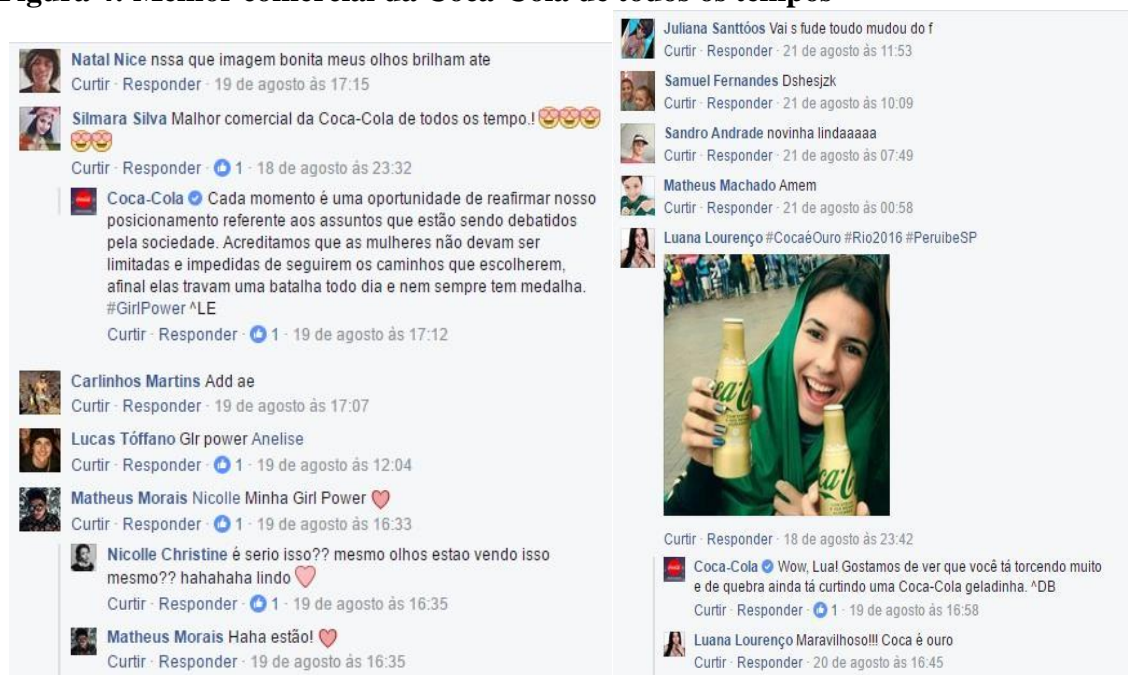 Figura 4: Melhor comercial da Coca-Cola de todos os tempos
Natal Nice nssa que imagem bonita meus olhos brilham ate
Curtir · Responder · 19 de agosto às 17:15
Silmara Silva Malhor comercial da Coca-Cola de todos os tempo.!
Curtir · Responder · 1 · 18 de agosto às 23:32
Coca-Cola Cada momento é uma oportunidade de reafirmar nosso
posicionamento referente aos assuntos que estão sendo debatidos
pela sociedade. Acreditamos que as mulheres não devam ser
limitadas e impedidas de seguirem os caminhos que escolherem,
afinal elas travam uma batalha todo dia e nem sempre tem medalha.
#GirlPower ^LE
Curtir · Responder · 1 · 19 de agosto às 17:12
Carlinhos Martins Add ae
Curtir · Responder · 19 de agosto às 17:07
Lucas Tóffano Glr power Anelise
Curtir · Responder · 1 · 19 de agosto às 12:04
Matheus Morais Nicolle Minha Girl Power
Curtir · Responder · 1 · 19 de agosto às 16:33
Nicolle Christine é serio isso?? mesmo olhos estao vendo isso
mesmo?? hahahaha lindo
Curtir · Responder · 1 · 19 de agosto às 16:35
Matheus Morais Haha estão!
Curtir · Responder · 19 de agosto às 16:35
Juliana Santtóos Vai s fude toudo mudou do f
Curtir · Responder · 21 de agosto às 11:53
Samuel Fernandes Dshesjzk
Curtir · Responder · 21 de agosto às 10:09
Sandro Andrade novinha lindaaaaa
Curtir · Responder · 21 de agosto às 07:49
Matheus Machado Amem
Curtir · Responder · 21 de agosto às 00:58
Luana Lourenço #CocaéOuro #Rio2016 #PeruibeSP
Curtir · Responder · 18 de agosto às 23:42
Coca-Cola Wow, Lua! Gostamos de ver que você tá torcendo muito
e de quebra ainda tá curtindo uma Coca-Cola geladinha. ^DB
Curtir · Responder · 1 · 19 de agosto às 16:58
Luana Lourenço Maravilhoso!!! Coca é ouro
Curtir · Responder · 20 de agosto às 16:45